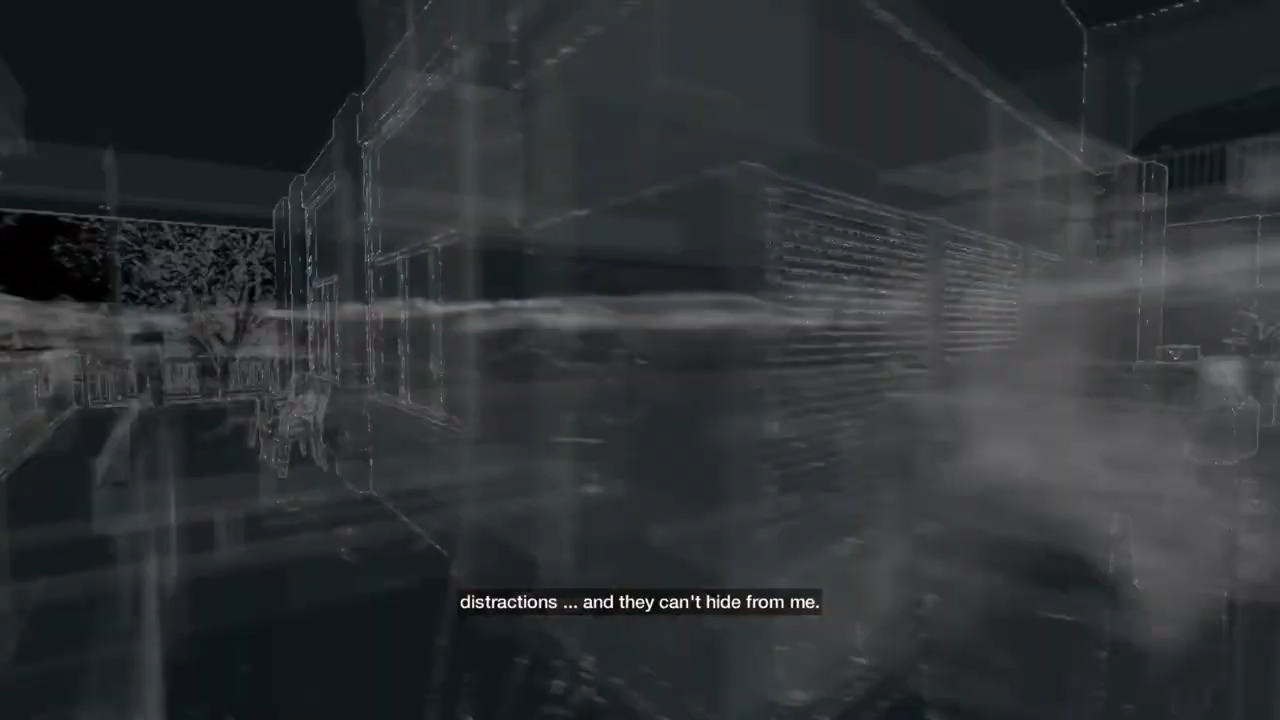 distractions ... and they can't hide from me.